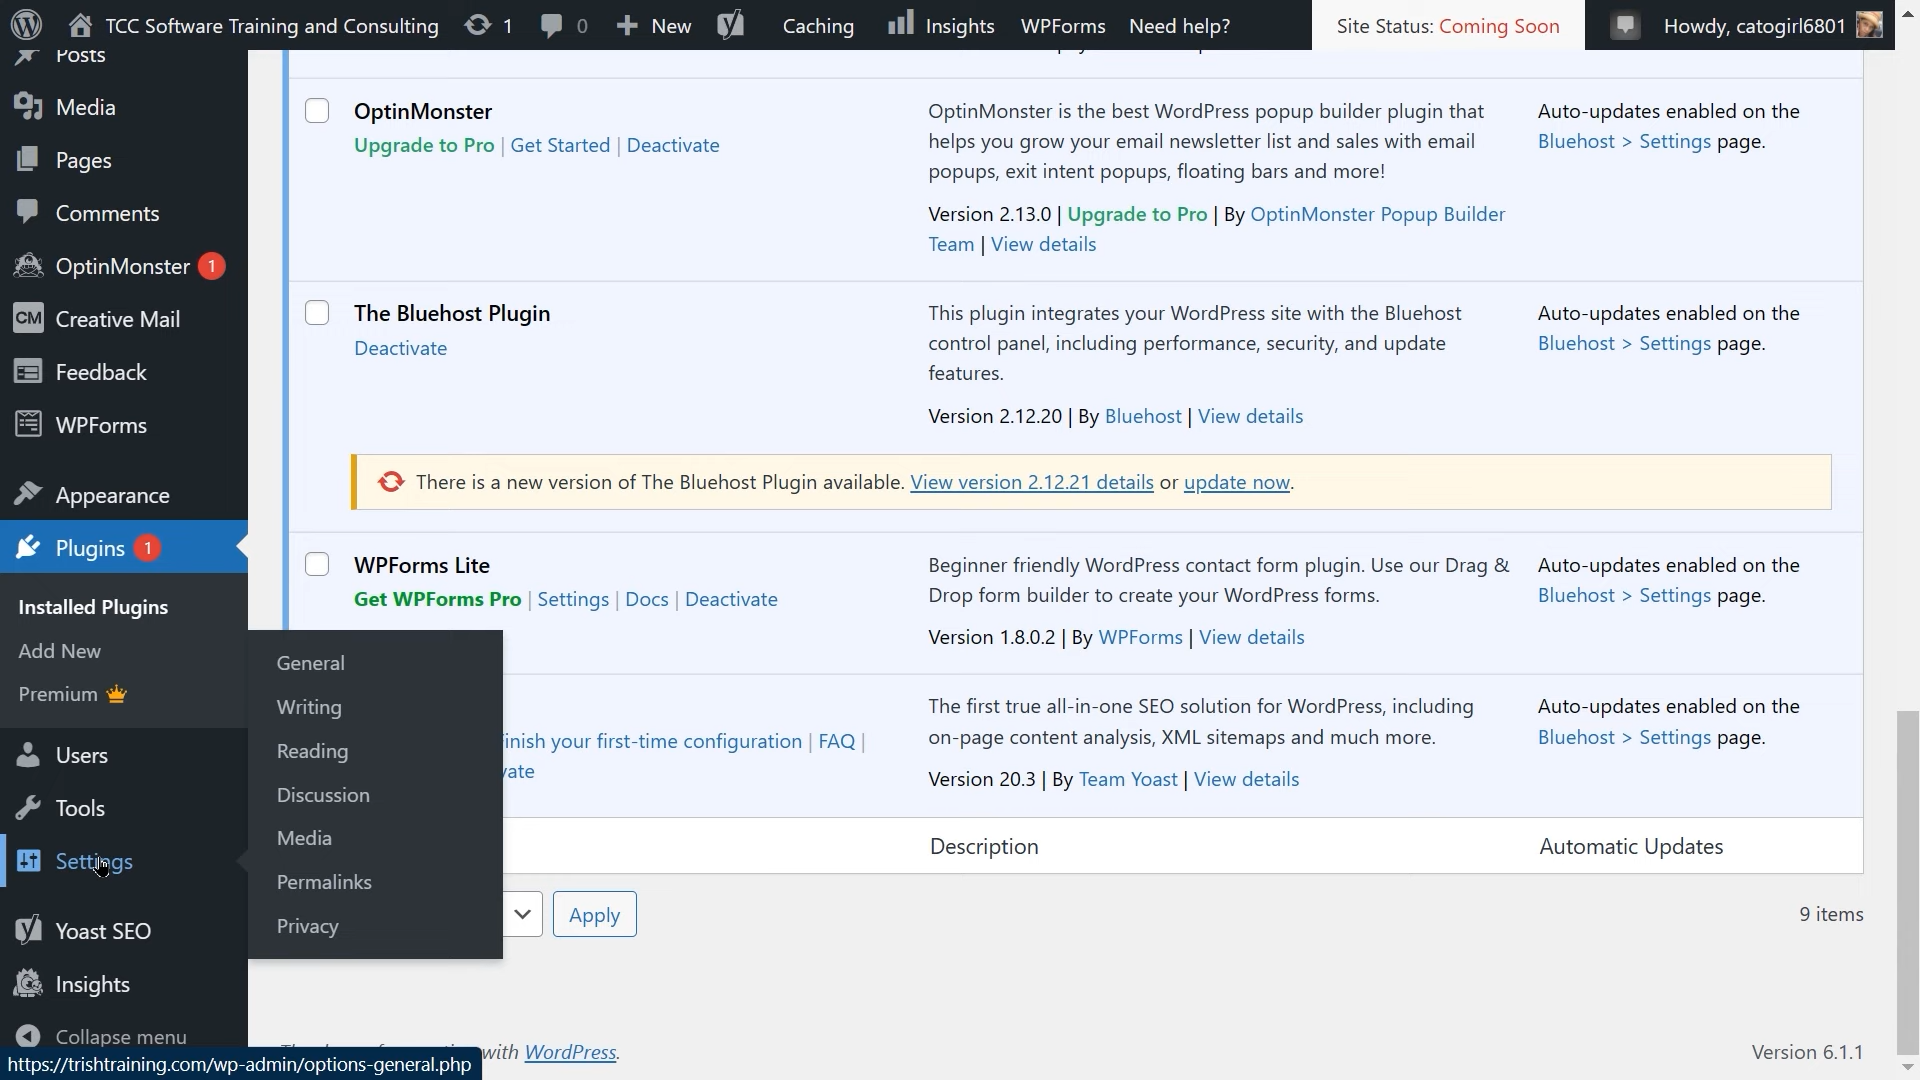 TCC Software Training and Consulting 1 0 New Caching Insights WPForms Need help? Site Status: Coming Soon Howdy, catogirl6801
Posts
Media
Pages
Comments
OptinMonster 1
CM Creative Mail
Feedback
WPForms
Appearance
Plugins 1
Installed Plugins
Add New
Premium
Users
Tools
Settings
Yoast SEO
Insights
Collapse menu
General
Writing
Reading
Discussion
Media
Permalinks
Privacy
OptinMonster
Upgrade to Pro | Get Started | Deactivate
OptinMonster is the best WordPress popup builder plugin that
helps you grow your email newsletter list and sales with email
popups, exit intent popups, floating bars and more!
Version 2.13.0 | Upgrade to Pro | By OptinMonster Popup Builder
Team | View details
Auto-updates enabled on the
Bluehost > Settings page.
The Bluehost Plugin
Deactivate
This plugin integrates your WordPress site with the Bluehost
control panel, including performance, security, and update
features.
Version 2.12.20 | By Bluehost | View details
Auto-updates enabled on the
Bluehost > Settings page.
There is a new version of The Bluehost Plugin available. View version 2.12.21 details or update now.
WPForms Lite
Get WPForms Pro | Settings | Docs | Deactivate
Beginner friendly WordPress contact form plugin. Use our Drag &
Drop form builder to create your WordPress forms.
Version 1.8.0.2 | By WPForms | View details
Auto-updates enabled on the
Bluehost > Settings page.
inish your first-time configuration | FAQ |
vate
The first true all-in-one SEO solution for WordPress, including
on-page content analysis, XML sitemaps and much more.
Version 20.3 | By Team Yoast | View details
Auto-updates enabled on the
Bluehost > Settings page.
Description Automatic Updates
Apply 9 items
with WordPress. Version 6.1.1
https://trishtraining.com/wp-admin/options-general.php